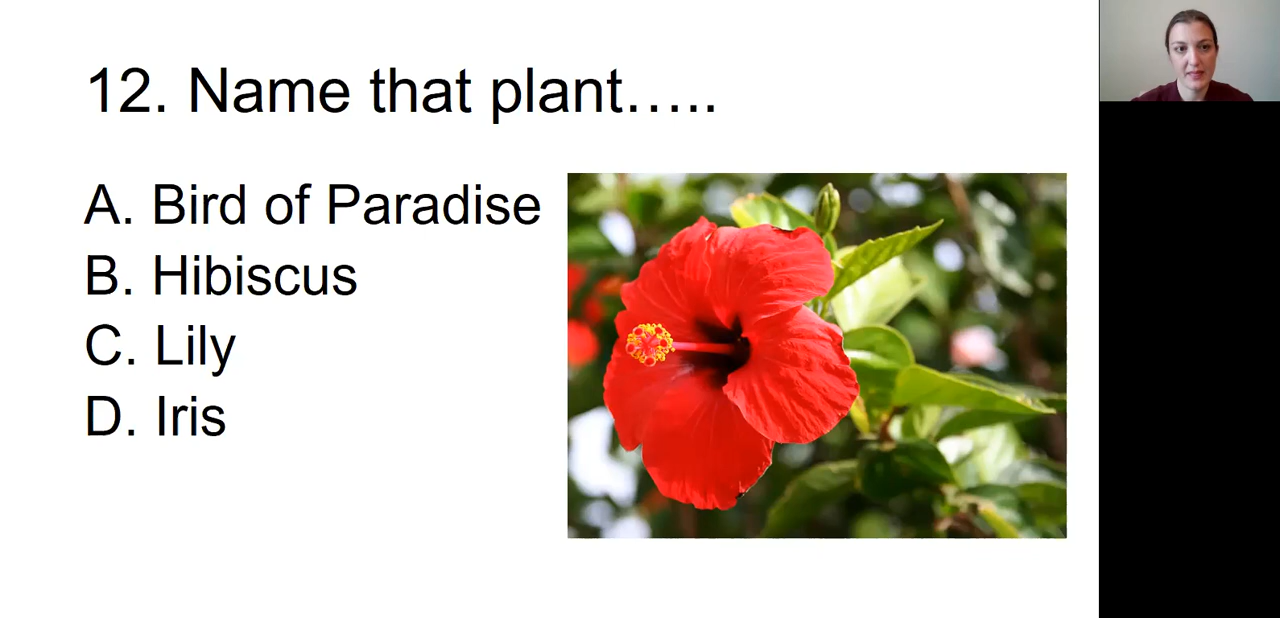 12. Name that plant…..
A. Bird of Paradise
B. Hibiscus
C. Lily
D. Iris